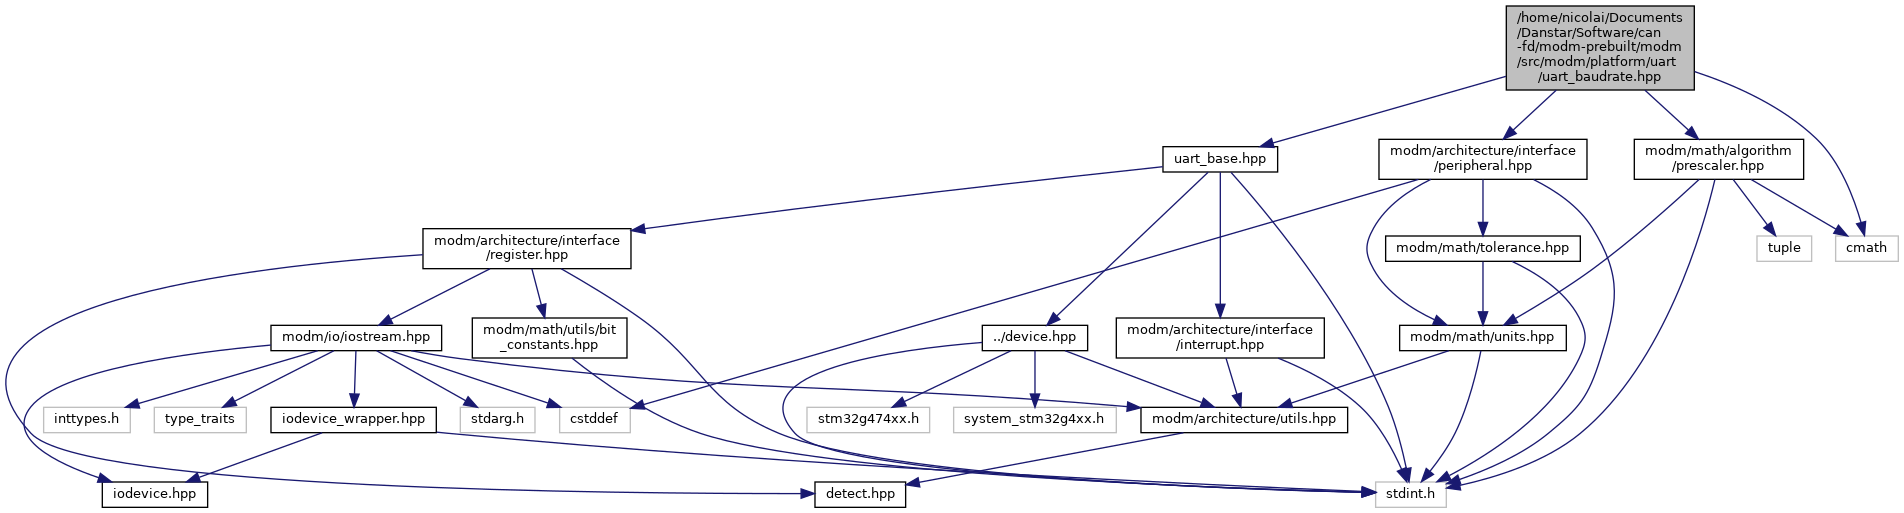 /home/nicolai/Documents
/Danstar/Software/can
-fd/modm-prebuilt/modm
/src/modm/platform/uart
/uart_baudrate.hpp
uart_base.hpp
modm/architecture/interface
/peripheral.hpp
modm/math/algorithm
/prescaler.hpp
modm/architecture/interface
/register.hpp
modm/math/tolerance.hpp
tuple
cmath
modm/io/iostream.hpp
modm/math/utils/bit
_constants.hpp
../device.hpp
modm/architecture/interface
/interrupt.hpp
modm/math/units.hpp
inttypes.h
type_traits
iodevice_wrapper.hpp
stdarg.h
cstddef
stm32g474xx.h
system_stm32g4xx.h
modm/architecture/utils.hpp
iodevice.hpp
detect.hpp
stdint.h